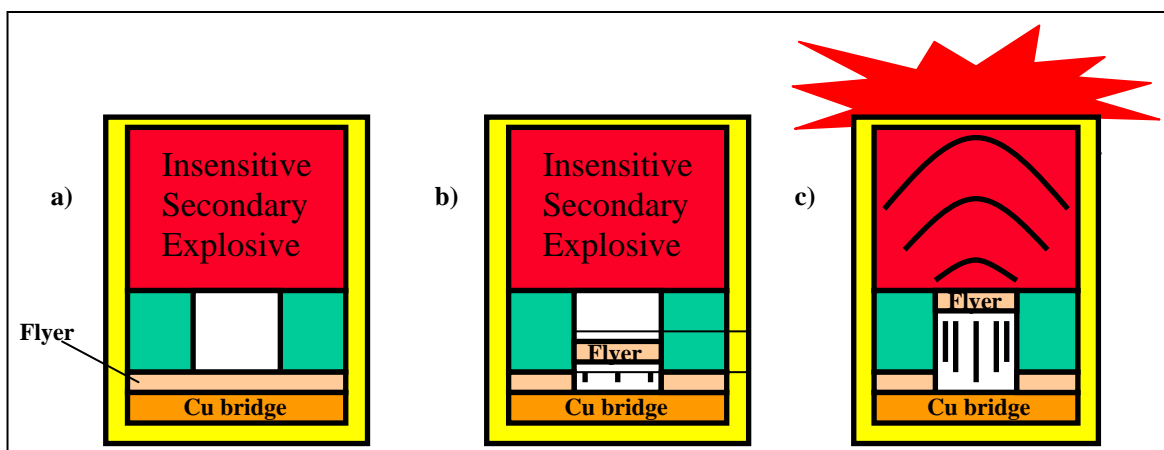 a)
Insensitive
Secondary
Explosive
Flyer
Cu bridge
b)
Insensitive
Secondary
Explosive
Flyer
Cu bridge
c)
Flyer
Cu bridge